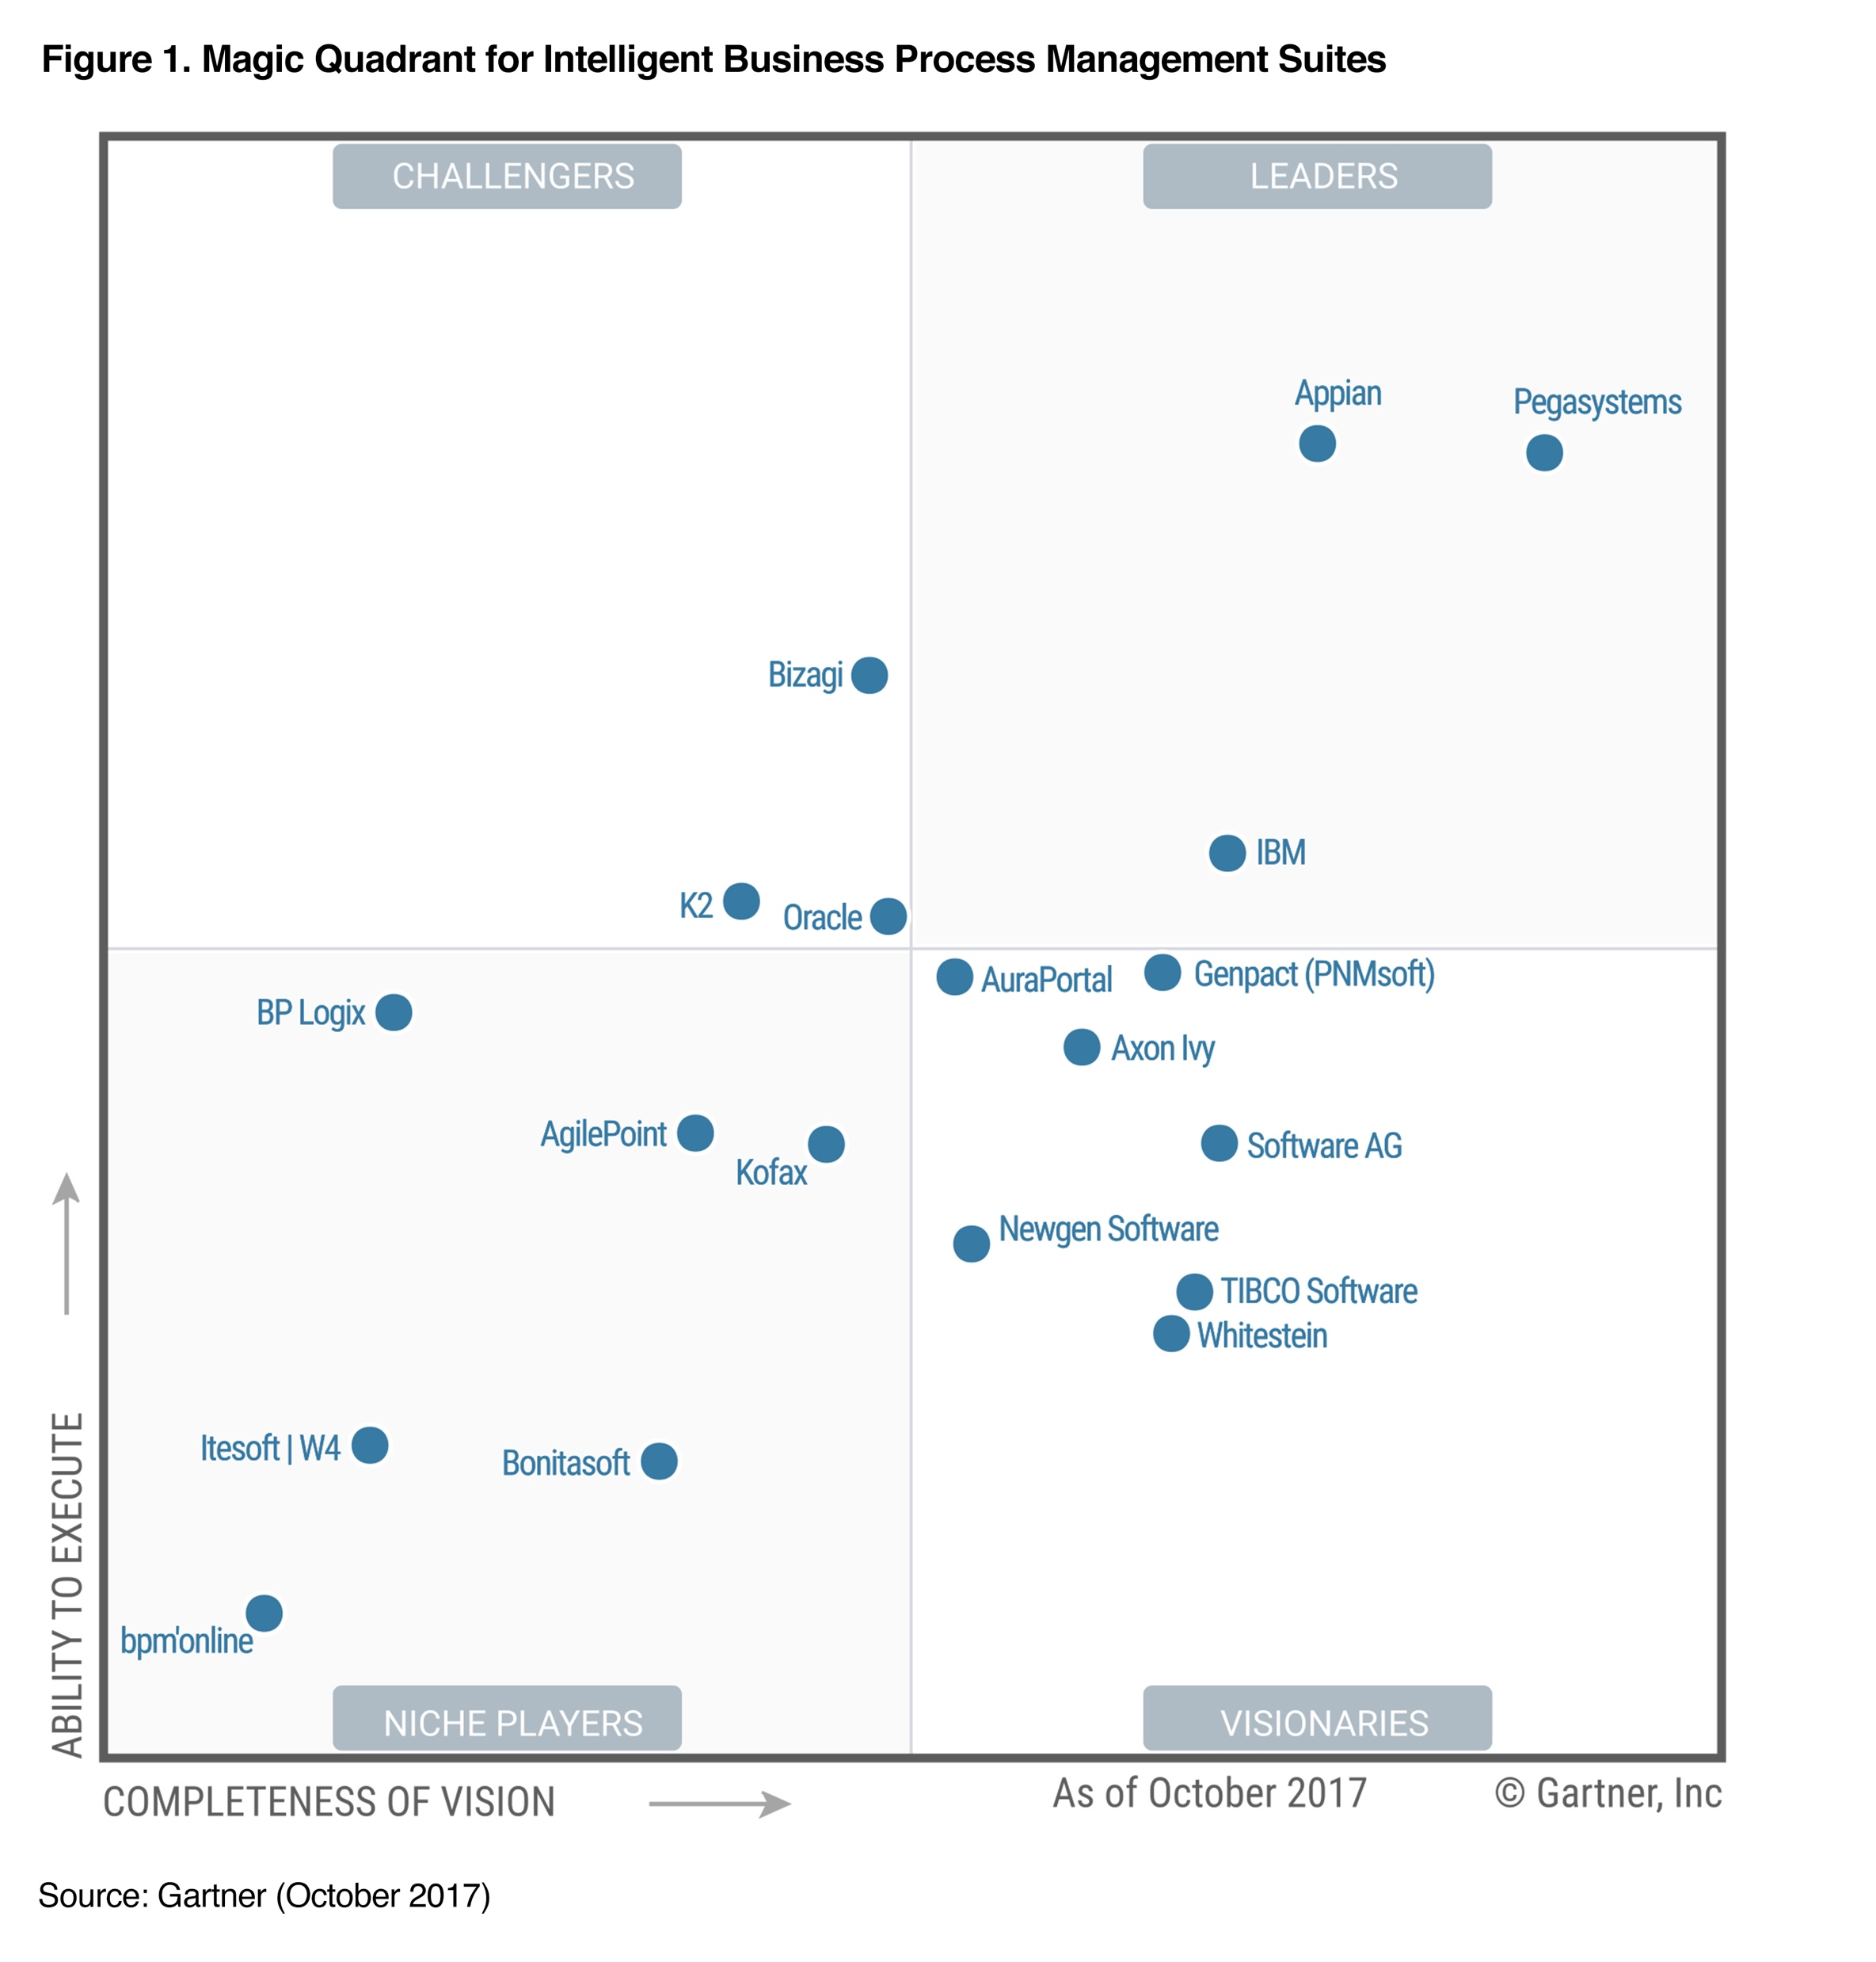 Figure 1. Magic Quadrant for Intelligent Business Process Management Suites
CHALLENGERS
LEADERS
Appian
Pegasystems
Bizagi
IBM
K2
Oracle
AuraPortal
Genpact (PNMsoft)
BP Logix
Axon Ivy
AgilePoint
Software AG
Kofax
Newgen Software
TIBCO Software
Whitestein
Itesoft | W4
Bonitasoft
bpm'online
NICHE PLAYERS
VISIONARIES
ABILITY TO EXECUTE
COMPLETENESS OF VISION
As of October 2017
© Gartner, Inc
Source: Gartner (October 2017)